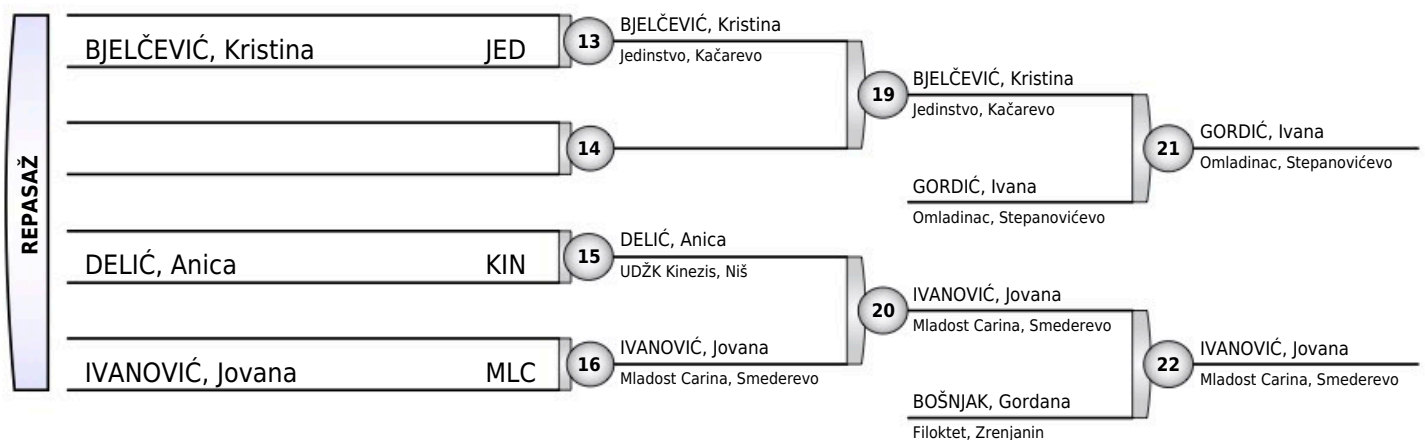 REPASAŽ
BJELČEVIĆ, Kristina JED
DELIĆ, Anica KIN
IVANOVIĆ, Jovana MLC
13
14
15
16
BJELČEVIĆ, Kristina
Jedinstvo, Kačarevo
DELIĆ, Anica
UDŽK Kinezis, Niš
IVANOVIĆ, Jovana
Mladost Carina, Smederevo
19
20
BJELČEVIĆ, Kristina
Jedinstvo, Kačarevo
GORDIĆ, Ivana
Omladinac, Stepanovićevo
IVANOVIĆ, Jovana
Mladost Carina, Smederevo
BOŠNJAK, Gordana
Filoktet, Zrenjanin
21
22
GORDIĆ, Ivana
Omladinac, Stepanovićevo
IVANOVIĆ, Jovana
Mladost Carina, Smederevo